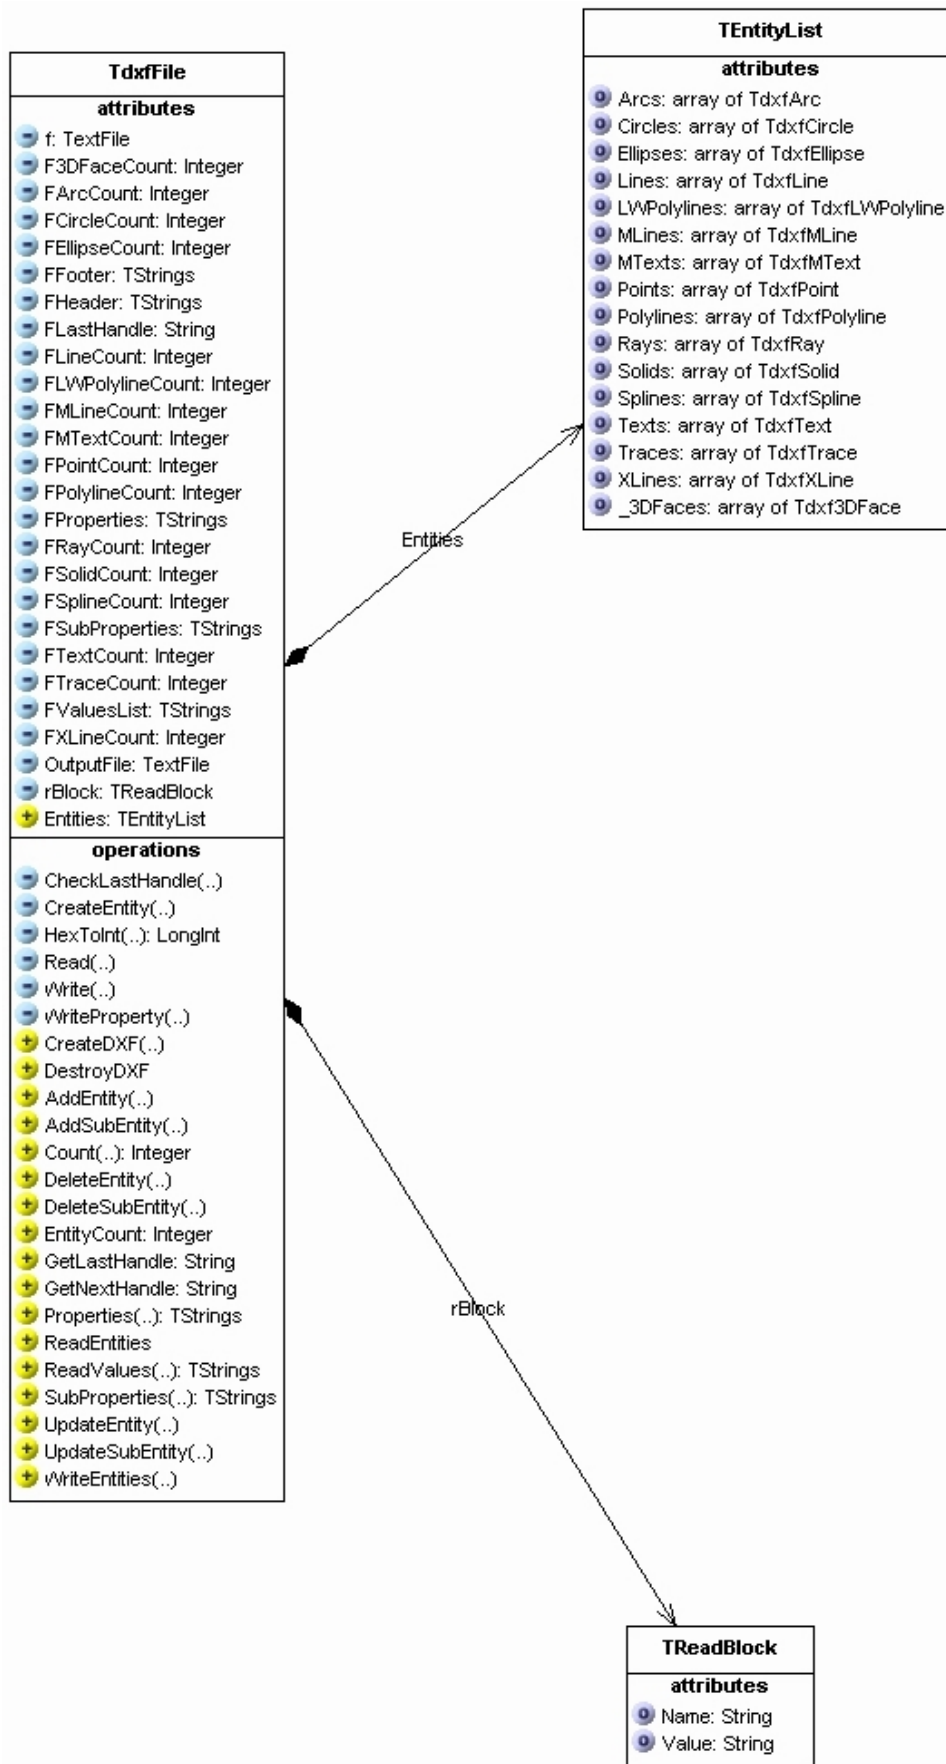 TdxfFile
attributes
f: TextFile
F3DFaceCount: Integer
FArcCount: Integer
FCircleCount: Integer
FEllipseCount: Integer
FFooter: TStrings
FHeader: TStrings
FLastHandle: String
FLineCount: Integer
FLWPolylineCount: Integer
FMLineCount: Integer
FMTextCount: Integer
FPointCount: Integer
FPolylineCount: Integer
FProperties: TStrings
FRayCount: Integer
FSolidCount: Integer
FSplineCount: Integer
FSubProperties: TStrings
FTextCount: Integer
FTraceCount: Integer
FValuesList: TStrings
FXLineCount: Integer
OutputFile: TextFile
rBlock: TReadBlock
Entities: TEntityList
operations
CheckLastHandle(..)
CreateEntity(..)
HexToInt(..): LongInt
Read(..)
Write(..)
WriteProperty(..)
CreateDXF(..)
DestroyDXF
AddEntity(..)
AddSubEntity(..)
Count(..): Integer
DeleteEntity(..)
DeleteSubEntity(..)
EntityCount: Integer
GetLastHandle: String
GetNextHandle: String
Properties(..): TStrings
ReadEntities
ReadValues(..): TStrings
SubProperties(..): TStrings
UpdateEntity(..)
UpdateSubEntity(..)
WriteEntities(..)
Entities
TEntityList
attributes
Arcs: array of TdxfArc
Circles: array of TdxfCircle
Ellipses: array of TdxfEllipse
Lines: array of TdxfLine
LWPolylines: array of TdxfLWPolyline
MLines: array of TdxfMLine
MTexts: array of TdxfMText
Points: array of TdxfPoint
Polylines: array of TdxfPolyline
Rays: array of TdxfRay
Solids: array of TdxfSolid
Splines: array of TdxfSpline
Texts: array of TdxfText
Traces: array of TdxfTrace
XLines: array of TdxfXLine
_3DFaces: array of Tdxf3DFace
rBlock
TReadBlock
attributes
Name: String
Value: String